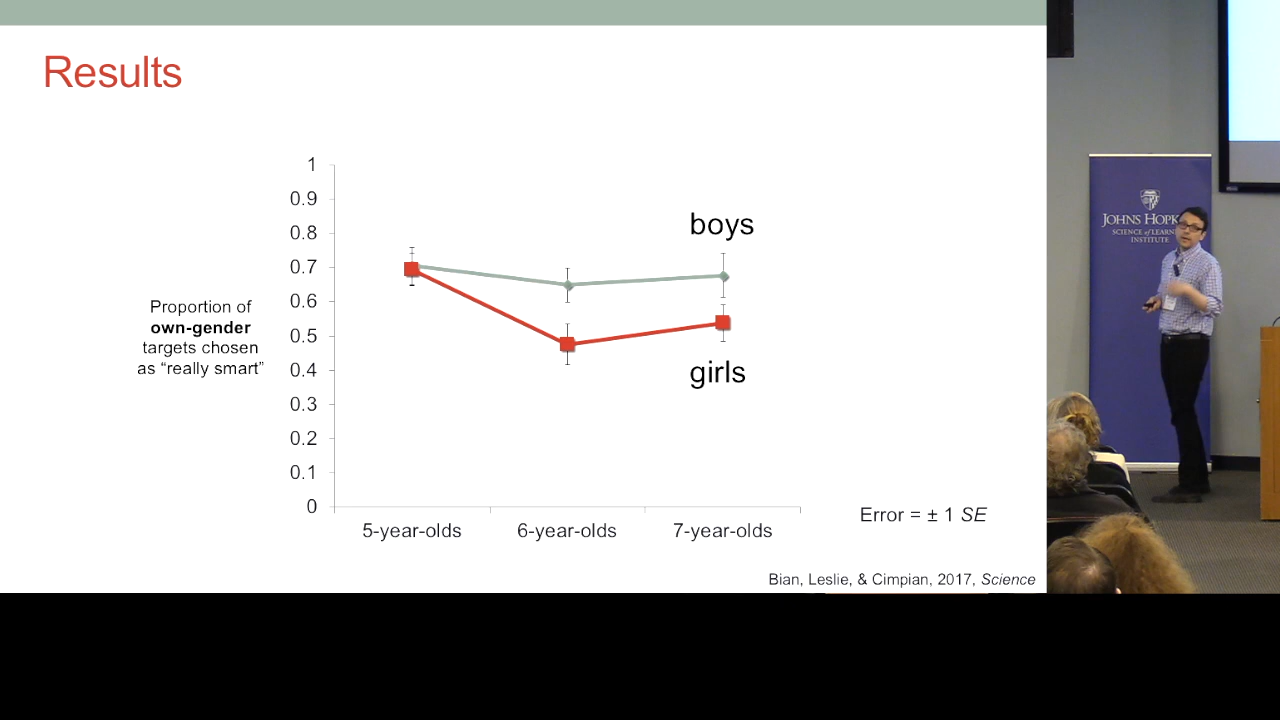 Results
1
0.9
0.8
0.7
0.6
0.5
0.4
0.3
0.2
0.1
0
Proportion of
own-gender
targets chosen
as “really smart”
boys
girls
5-year-olds
6-year-olds
7-year-olds
Error = ± 1 SE
Bian, Leslie, & Cimpian, 2017, Science
JOHNS HOPK
SCIENCE of LEARN
INSTITUTE